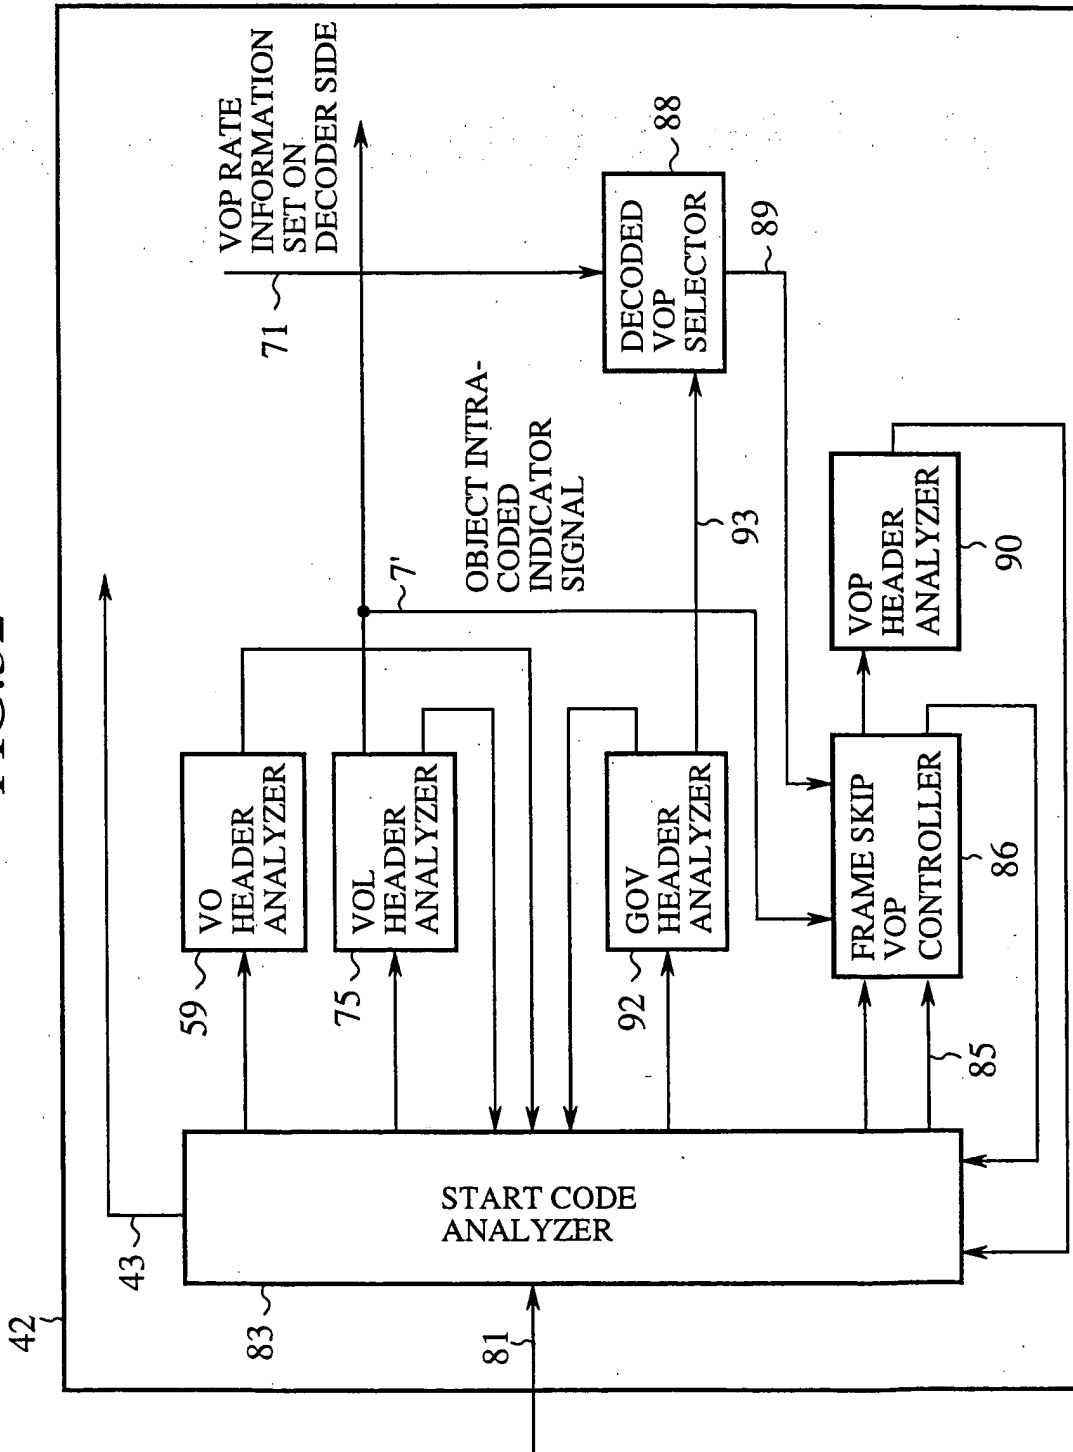 42
43
83
81
START CODE
ANALYZER
59
VO
HEADER
ANALYZER
75
VOL
HEADER
ANALYZER
92
GOV
HEADER
ANALYZER
85
FRAME SKIP
VOP
CONTROLLER
86
7'
OBJECT INTRA-
CODED
INDICATOR
SIGNAL
93
VOP
HEADER
ANALYZER
90
71
VOP RATE
INFORMATION
SET ON
DECODER SIDE
DECODED
VOP
SELECTOR
88
89